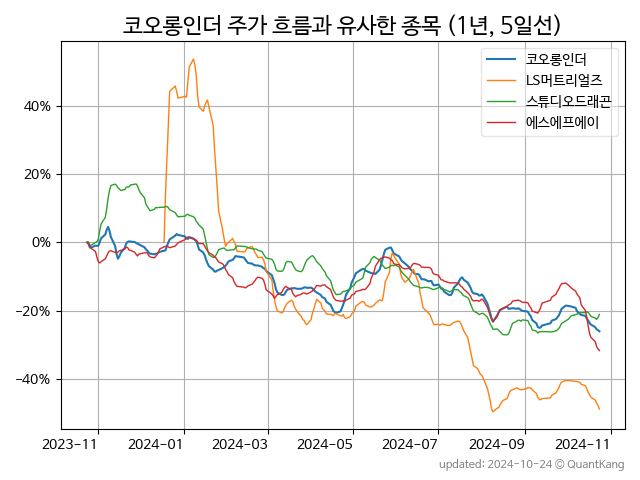 코오롱인더 주가 흐름과 유사한 종목 (1년, 5일선)
코오롱인더
LS머트리얼즈
스튜디오드래곤
에스에프에이
40%
20%
0%
−20%
−40%
2023-11 2024-01 2024-03 2024-05 2024-07 2024-09 2024-11
updated: 2024-10-24 © QuantKang